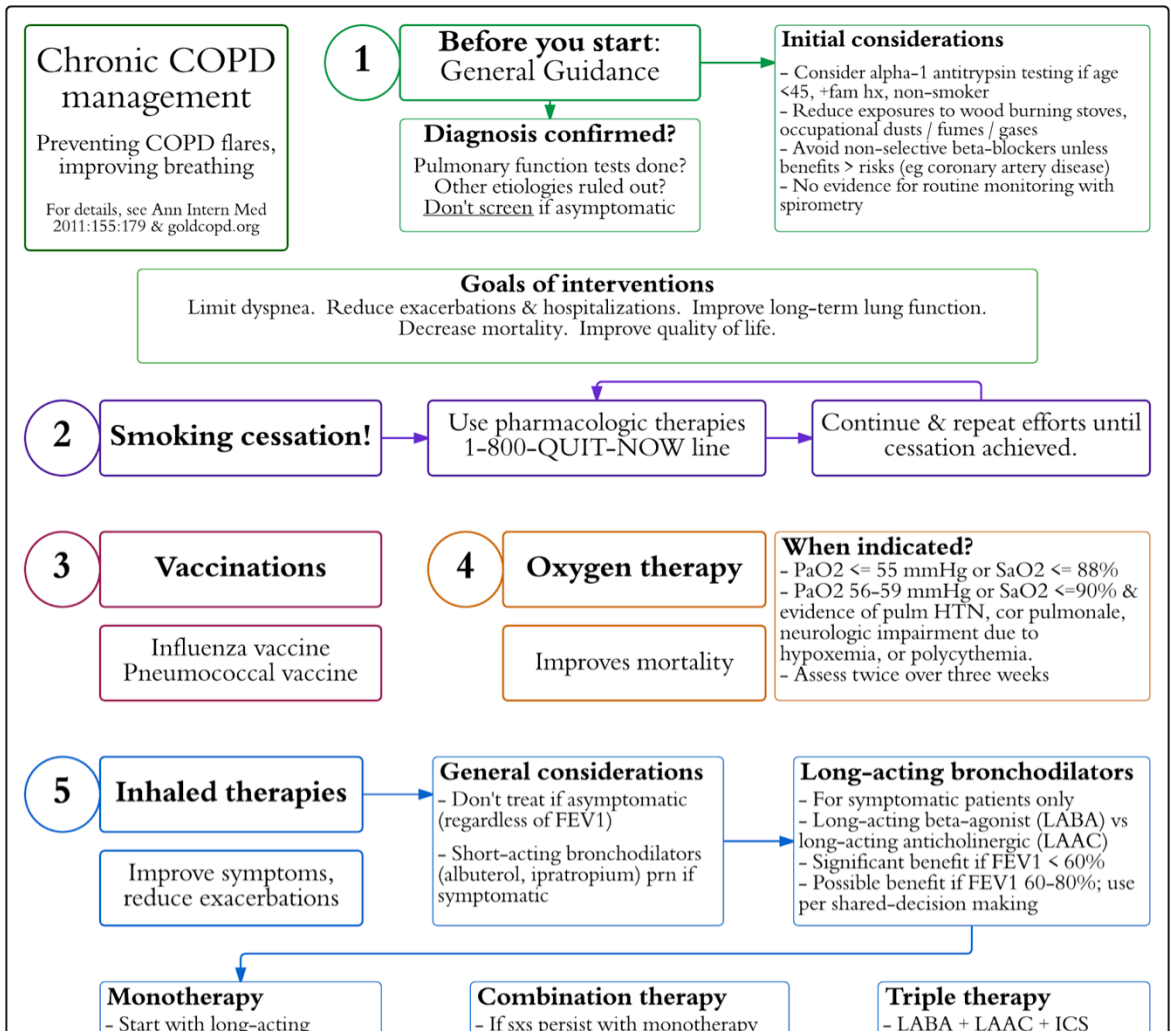 Chronic COPD
management
Preventing COPD flares,
improving breathing
For details, see Ann Intern Med
2011:155:179 & goldcopd.org
1
Before you start:
General Guidance
Diagnosis confirmed?
Pulmonary function tests done?
Other etiologies ruled out?
Don't screen if asymptomatic
Initial considerations
- Consider alpha-1 antitrypsin testing if age
<45, +fam hx, non-smoker
- Reduce exposures to wood burning stoves,
occupational dusts / fumes / gases
- Avoid non-selective beta-blockers unless
benefits > risks (eg coronary artery disease)
- No evidence for routine monitoring with
spirometry
Goals of interventions
Limit dyspnea. Reduce exacerbations & hospitalizations. Improve long-term lung function.
Decrease mortality. Improve quality of life.
2
Smoking cessation!
Use pharmacologic therapies
1-800-QUIT-NOW line
Continue & repeat efforts until
cessation achieved.
3
Vaccinations
Influenza vaccine
Pneumococcal vaccine
4
Oxygen therapy
Improves mortality
When indicated?
- PaO2 <= 55 mmHg or SaO2 <= 88%
- PaO2 56-59 mmHg or SaO2 <=90% &
evidence of pulm HTN, cor pulmonale,
neurologic impairment due to
hypoxemia, or polycythemia.
- Assess twice over three weeks
5
Inhaled therapies
Improve symptoms,
reduce exacerbations
General considerations
- Don't treat if asymptomatic
(regardless of FEV1)
- Short-acting bronchodilators
(albuterol, ipratropium) prn if
symptomatic
Long-acting bronchodilators
- For symptomatic patients only
- Long-acting beta-agonist (LABA) vs
long-acting anticholinergic (LAAC)
- Significant benefit if FEV1 < 60%
- Possible benefit if FEV1 60-80%; use
per shared-decision making
Monotherapy
- Start with long-acting
Combination therapy
- If sxs persist with monotherapy
Triple therapy
- LABA + LAAC + ICS